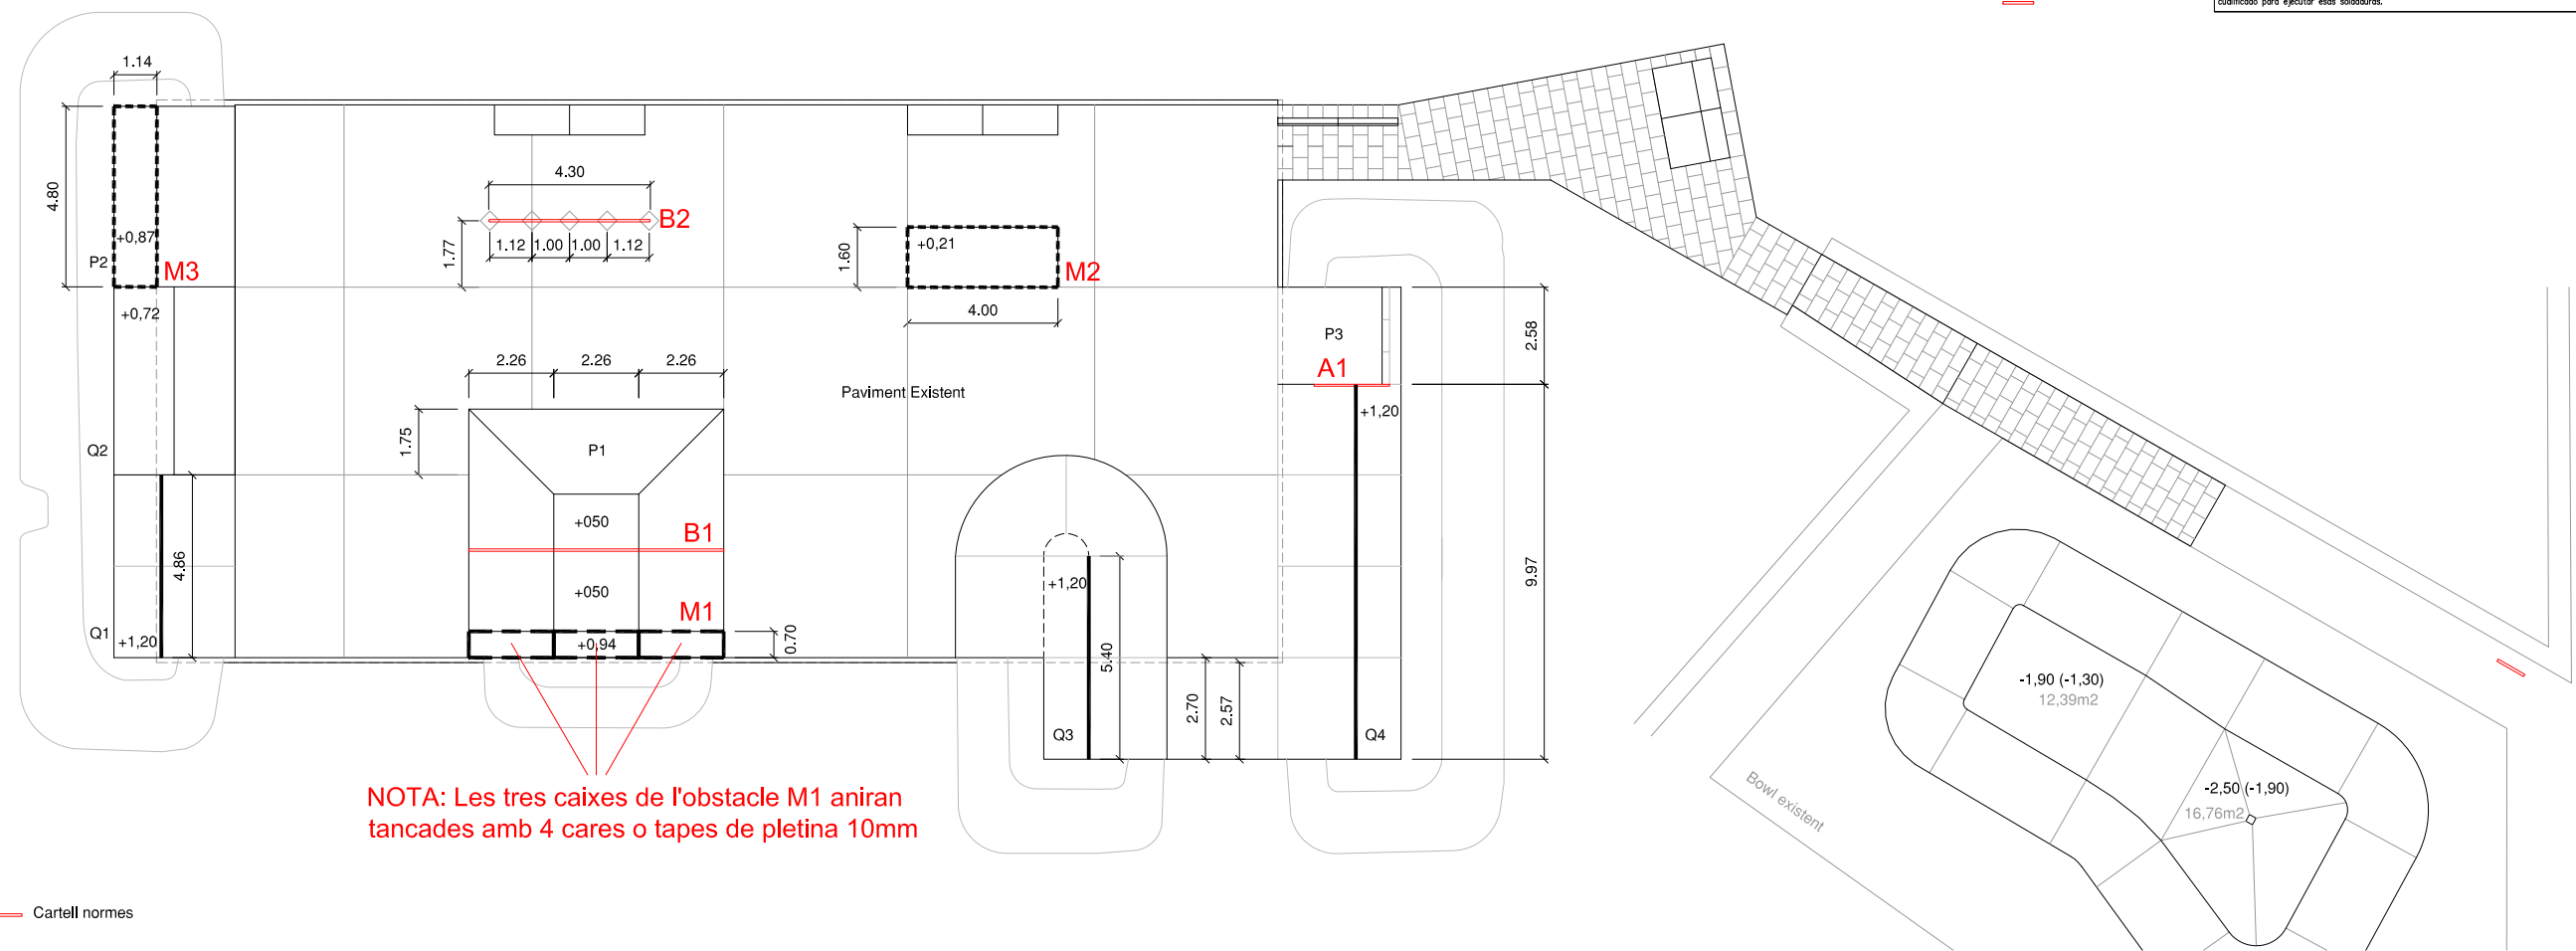 cualificado para ejecutar esas soldaduras.
1.14
4.80
+0,87
P2
M3
+0,72
4.30
B2
1.12 1.00 1.00 1.12
1.77
+0,21
1.60
M2
4.00
P3
2.58
A1
+1,20
2.26 2.26 2.26
Paviment Existent
1.75
P1
Q2
+050
B1
4.86
+050
M1
9.97
+1,20
Q1
+1,20
+0,94
0.70
5.40
2.70
2.57
Q3
Q4
-1,90 (-1,30)
12,39m2
-2,50 (-1,90)
16,76m2
Bowl existent
NOTA: Les tres caixes de l'obstacle M1 aniran
tancades amb 4 cares o tapes de pletina 10mm
Cartell normes